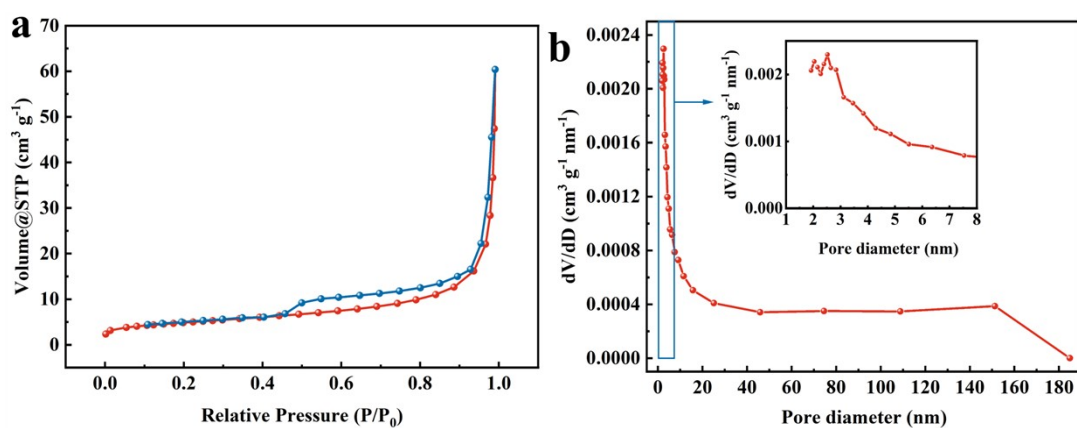 a
70
60
50
40
30
20
10
0
Volume@STP (cm³ g⁻¹)
0.0 0.2 0.4 0.6 0.8 1.0
Relative Pressure (P/P₀)
b
0.0024
0.0020
0.0016
0.0012
0.0008
0.0004
0.0000
dV/dD (cm³ g⁻¹ nm⁻¹)
0 20 40 60 80 100 120 140 160 180
Pore diameter (nm)
0.002
0.001
0.000
dV/dD (cm³ g⁻¹ nm⁻¹)
1 2 3 4 5 6 7 8
Pore diameter (nm)